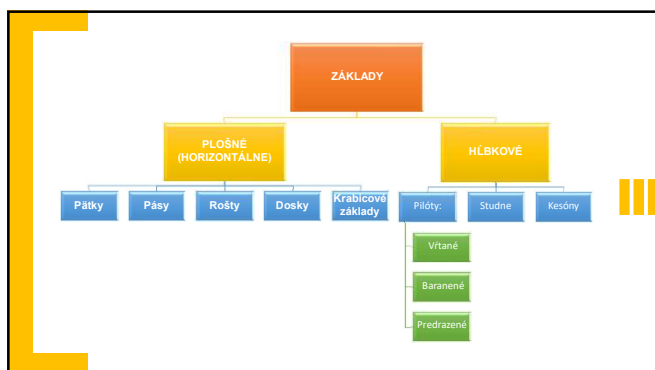 ZÁKLADY
PLOŠNÉ
(HORIZONTÁLNE)
HĹBKOVÉ
Pätky
Pásy
Rošty
Dosky
Krabicové
základy
Pilóty:
Studne
Kesóny
Vŕtané
Baranené
Predrazené